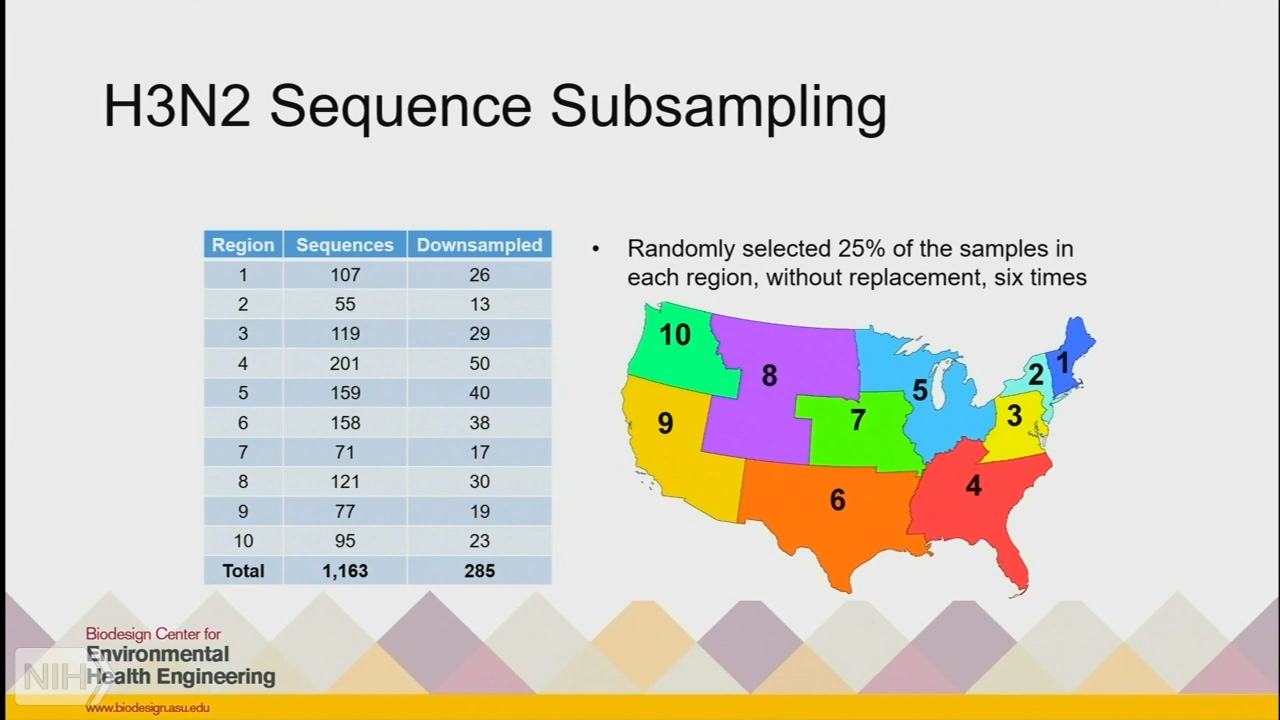 H3N2 Sequence Subsampling
Region Sequences Downsampled
1 107 26
2 55 13
3 119 29
4 201 50
5 159 40
6 158 38
7 71 17
8 121 30
9 77 19
10 95 23
Total 1,163 285
• Randomly selected 25% of the samples in
each region, without replacement, six times
10
8
5
2
1
9
7
3
6
4
Biodesign Center for
Environmental
Health Engineering
NIH
www.biodesign.asu.edu